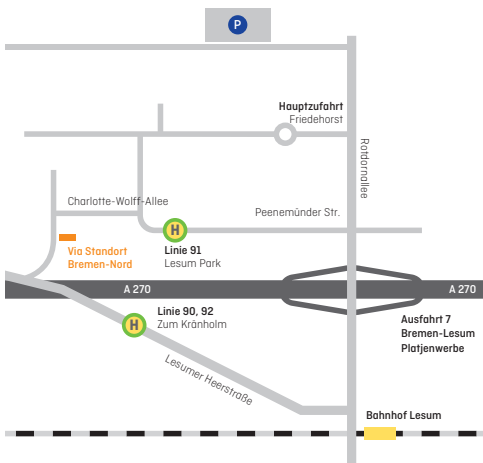 P
Hauptzufahrt
Friedehorst
Rotdornallee
Charlotte-Wolff-Allee
Peenemünder Str.
H
Via Standort
Bremen-Nord
Linie 91
Lesum Park
A 270
A 270
Linie 90, 92
Zum Kränholm
H
Ausfahrt 7
Bremen-Lesum
Platjenwerbe
Lesumer Heerstraße
Bahnhof Lesum